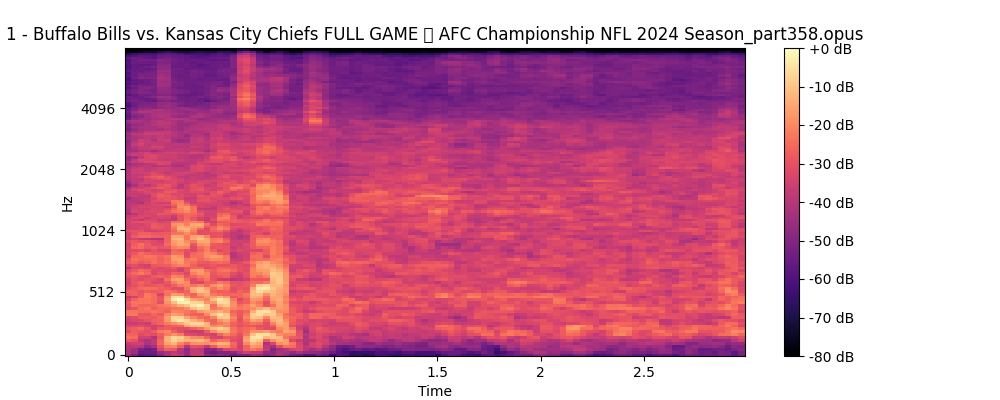 1 - Buffalo Bills vs. Kansas City Chiefs FULL GAME ▯ AFC Championship NFL 2024 Season_part358.opus
+0 dB
-10 dB
-20 dB
-30 dB
-40 dB
-50 dB
-60 dB
-70 dB
-80 dB
Hz
4096
2048
1024
512
0
0 0.5 1 1.5 2 2.5
Time